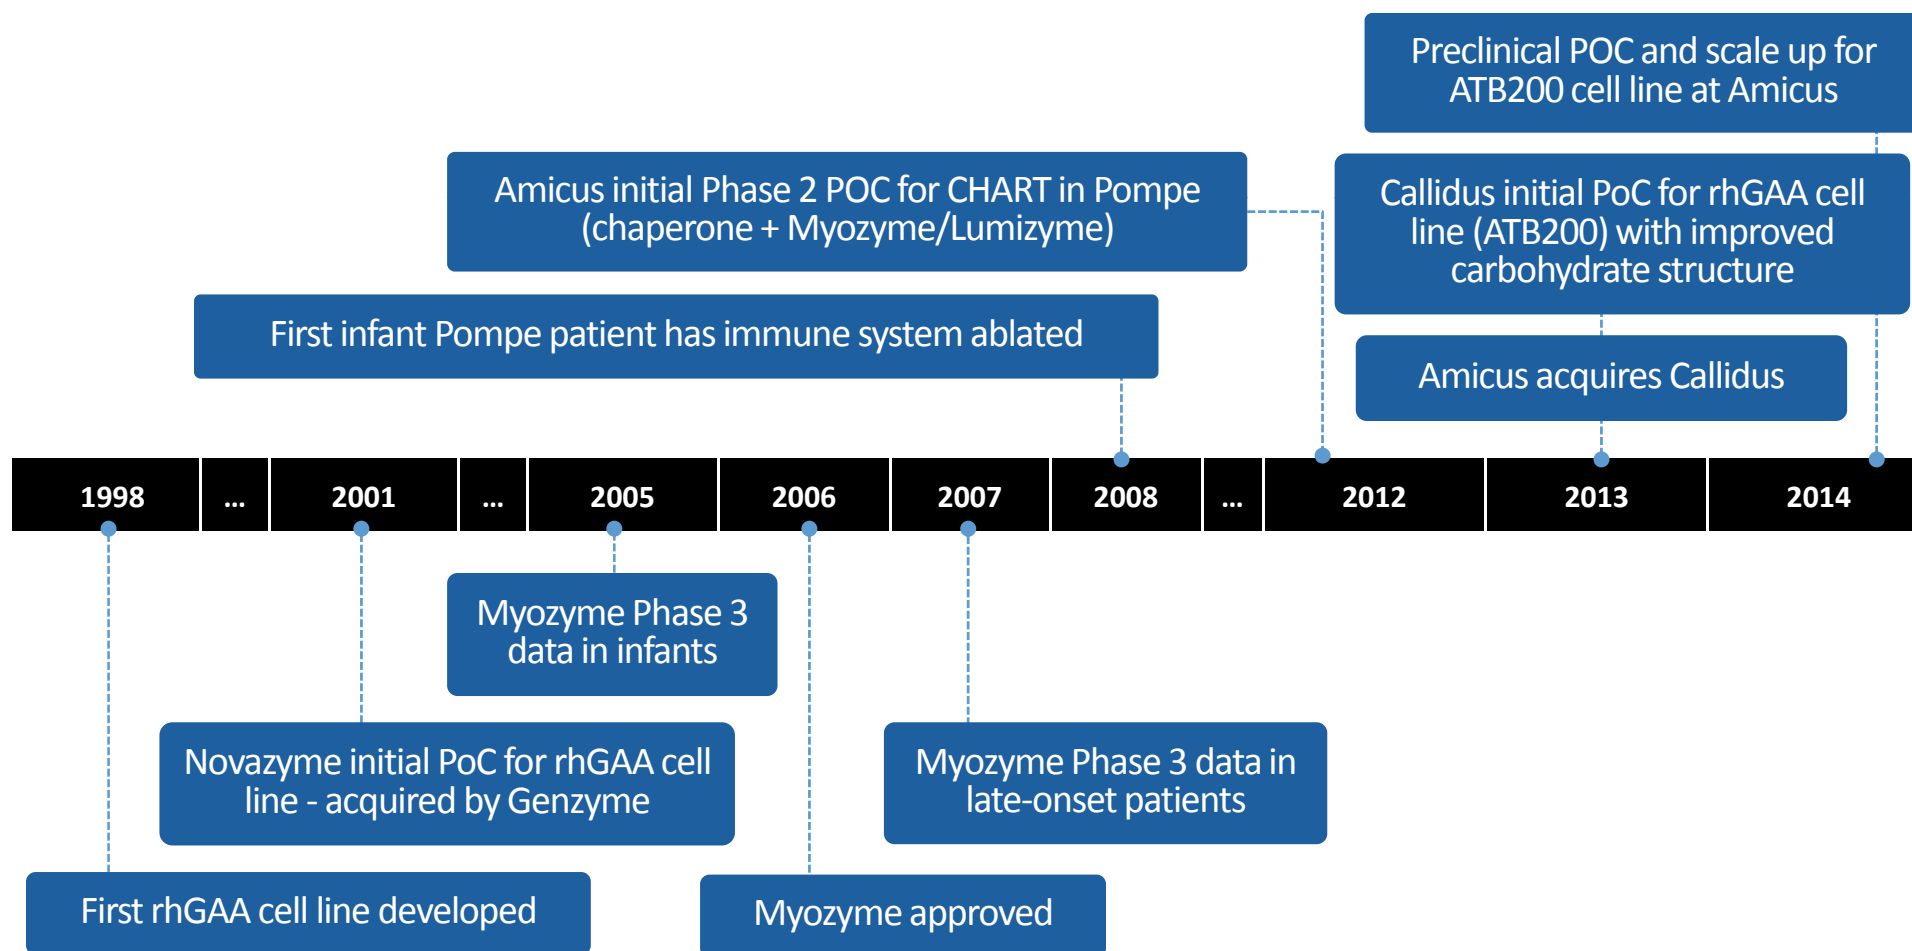 Preclinical POC and scale up for
ATB200 cell line at Amicus
Amicus initial Phase 2 POC for CHART in Pompe
(chaperone + Myozyme/Lumizyme)
Callidus initial PoC for rhGAA cell
line (ATB200) with improved
carbohydrate structure
First infant Pompe patient has immune system ablated
Amicus acquires Callidus
1998 ... 2001 ... 2005 2006 2007 2008 ... 2012 2013 2014
Myozyme Phase 3
data in infants
Novazyme initial PoC for rhGAA cell
line - acquired by Genzyme
Myozyme Phase 3 data in
late-onset patients
First rhGAA cell line developed
Myozyme approved